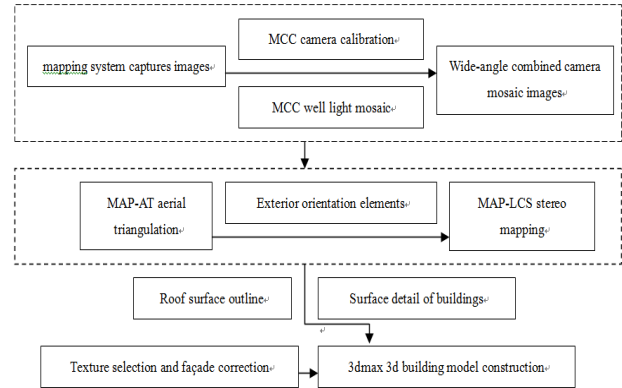 MCC camera calibration
mapping system captures images
Wide-angle combined camera
mosaic images
MCC well light mosaic
MAP-AT aerial
triangulation
Exterior orientation elements
MAP-LCS stereo
mapping
Roof surface outline
Surface detail of buildings
Texture selection and façade correction
3dmax 3d building model construction